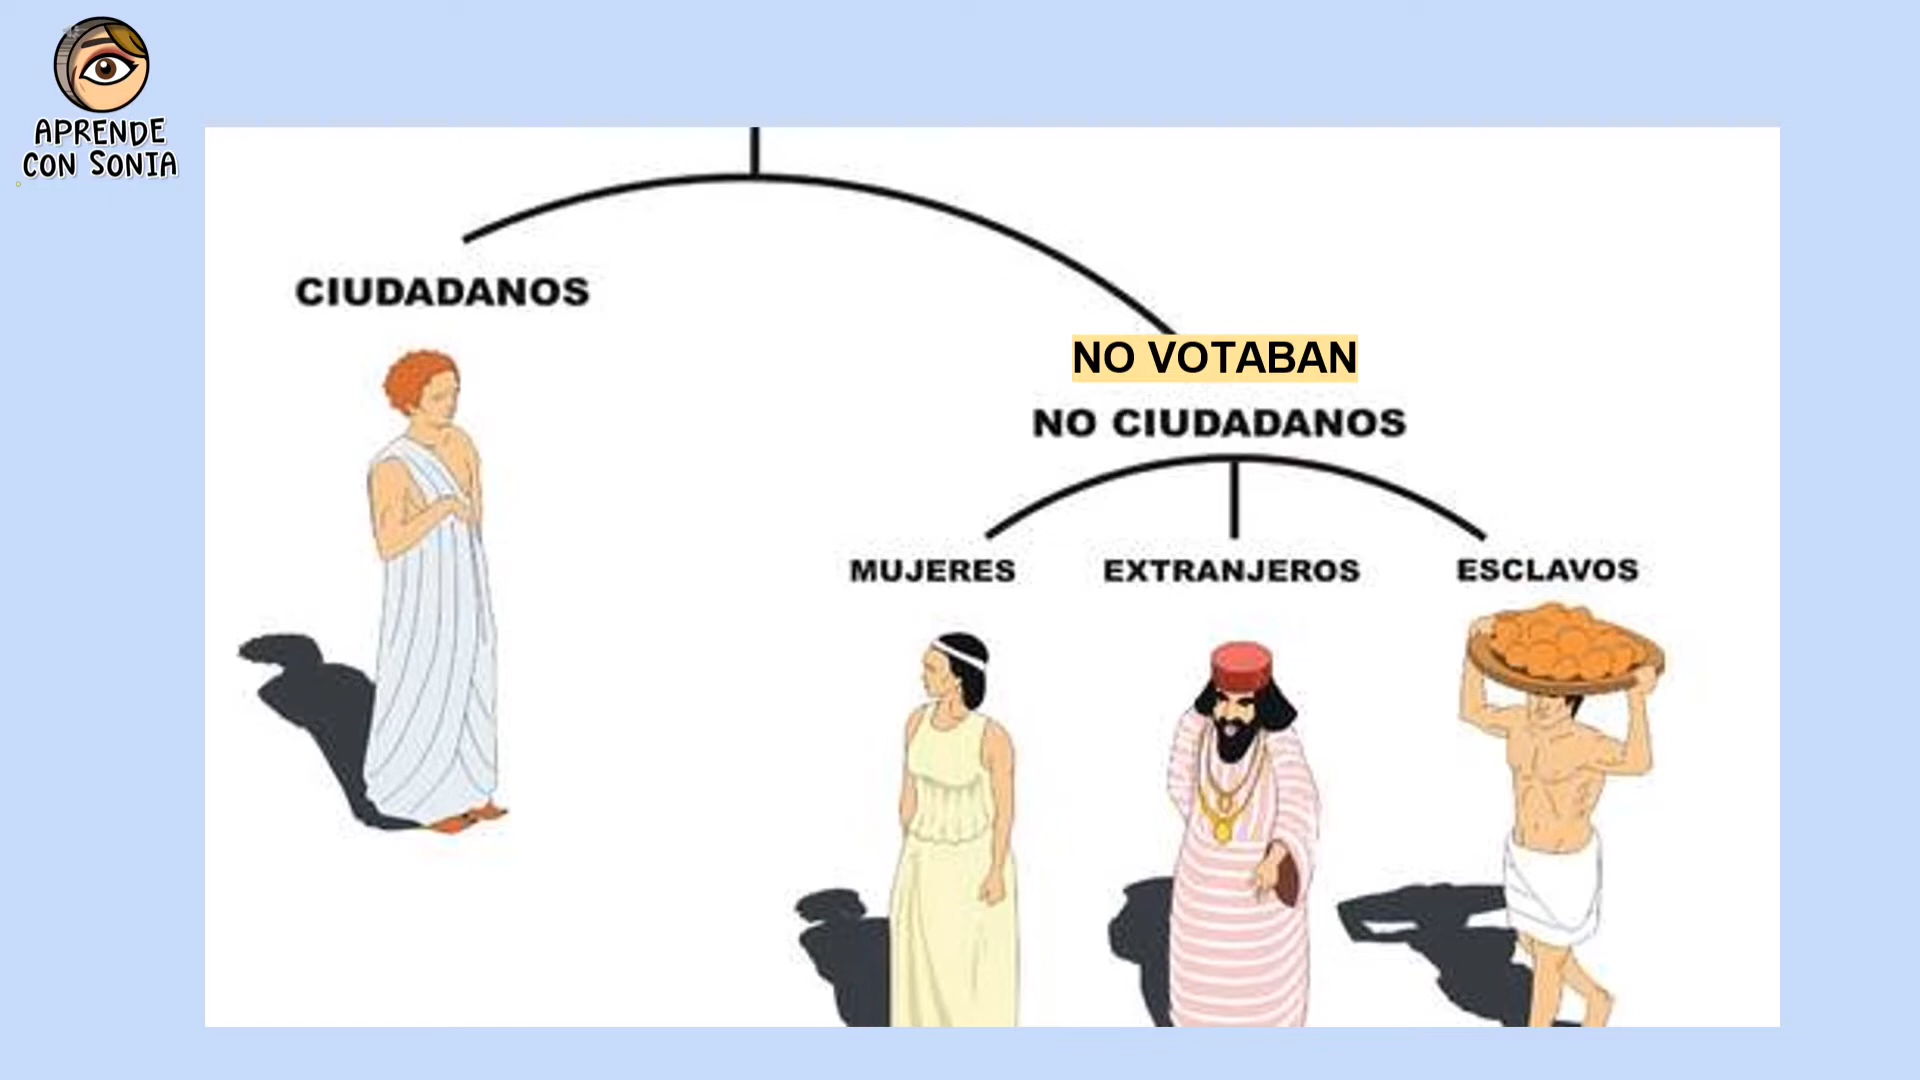 APRENDE
CON SONIA
CIUDADANOS
NO VOTABAN
NO CIUDADANOS
MUJERES
EXTRANJEROS
ESCLAVOS